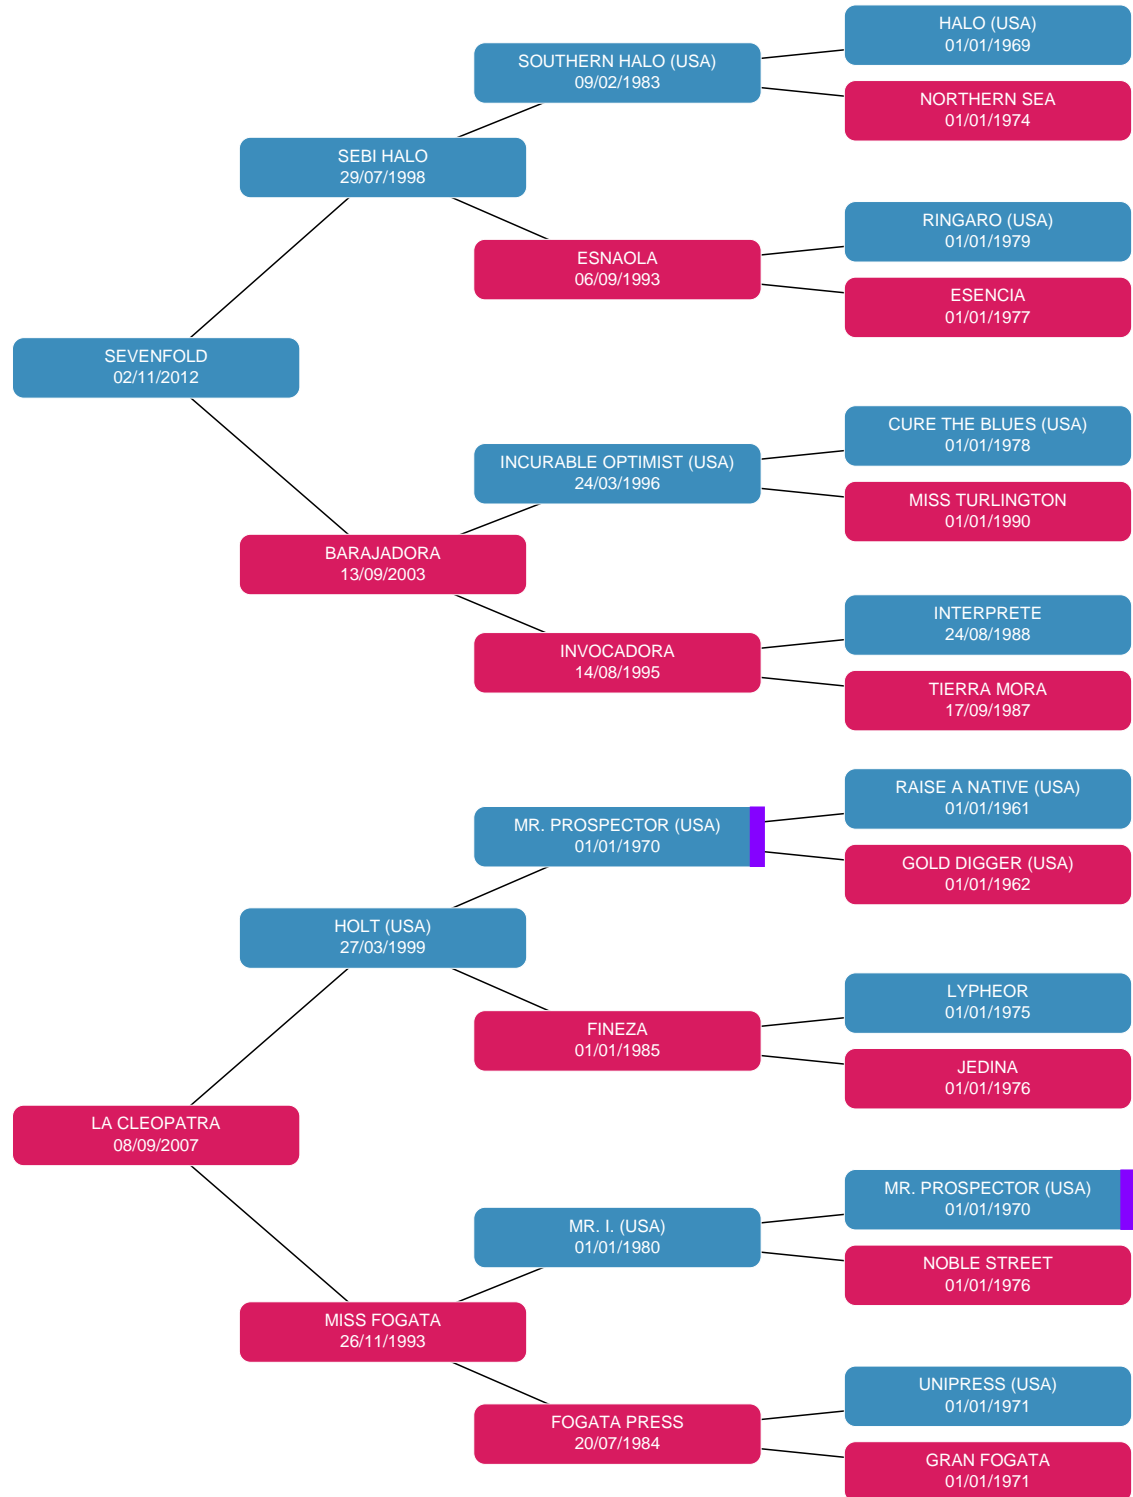 HALO (USA)
01/01/1969
SOUTHERN HALO (USA)
09/02/1983
NORTHERN SEA
01/01/1974
SEBI HALO
29/07/1998
RINGARO (USA)
01/01/1979
ESNAOLA
06/09/1993
ESENCIA
01/01/1977
SEVENFOLD
02/11/2012
CURE THE BLUES (USA)
01/01/1978
INCURABLE OPTIMIST (USA)
24/03/1996
MISS TURLINGTON
01/01/1990
BARAJADORA
13/09/2003
INTERPRETE
24/08/1988
INVOCADORA
14/08/1995
TIERRA MORA
17/09/1987
RAISE A NATIVE (USA)
01/01/1961
MR. PROSPECTOR (USA)
01/01/1970
GOLD DIGGER (USA)
01/01/1962
HOLT (USA)
27/03/1999
LYPHEOR
01/01/1975
FINEZA
01/01/1985
JEDINA
01/01/1976
LA CLEOPATRA
08/09/2007
MR. PROSPECTOR (USA)
01/01/1970
MR. I. (USA)
01/01/1980
NOBLE STREET
01/01/1976
MISS FOGATA
26/11/1993
UNIPRESS (USA)
01/01/1971
FOGATA PRESS
20/07/1984
GRAN FOGATA
01/01/1971